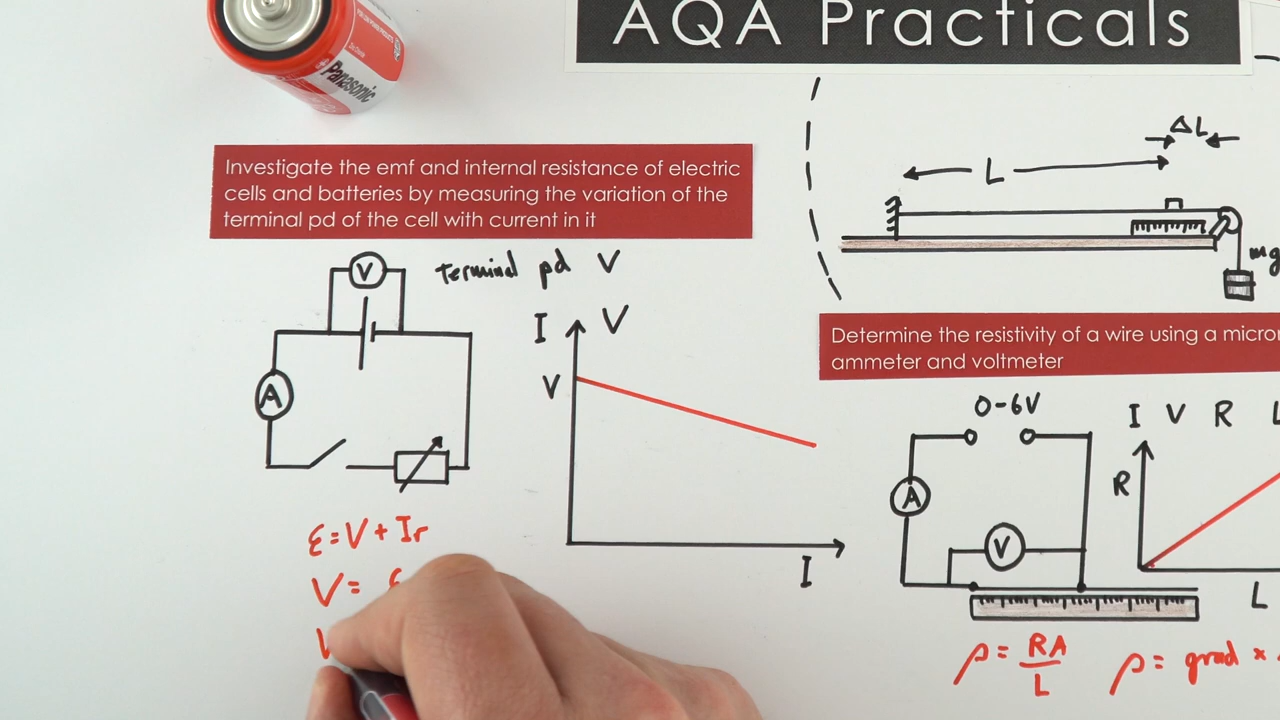 AQA Practicals
Panasonic
Investigate the emf and internal resistance of electric
cells and batteries by measuring the variation of the
terminal pd of the cell with current in it
V
terminal pd V
A
I V
V
I
ε = V + Ir
V =
ΔL
L
mg
Determine the resistivity of a wire using a
ammeter and voltmeter
0-6V
A
V
I V R
R
L
ρ = RA
L
ρ = grad ×